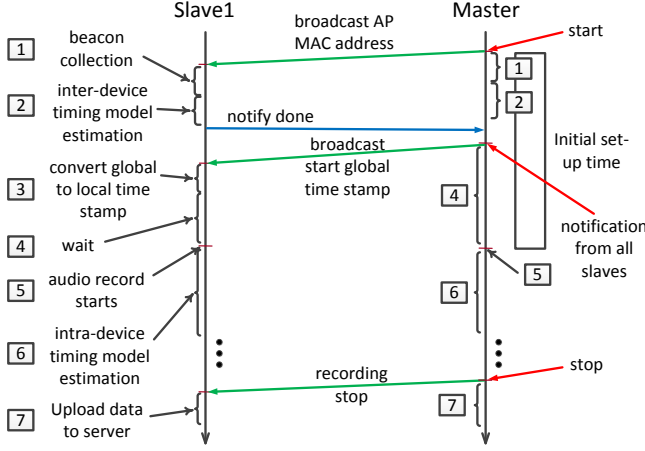 Slave1
Master
broadcast AP
MAC address
start
1
beacon
collection
1
2
inter-device
timing model
estimation
2
notify done
Initial set-
up time
broadcast
start global
time stamp
3
convert global
to local time
stamp
4
4
wait
notification
from all
slaves
5
5
audio record
starts
6
6
intra-device
timing model
estimation
recording
stop
stop
7
7
Upload data
to server